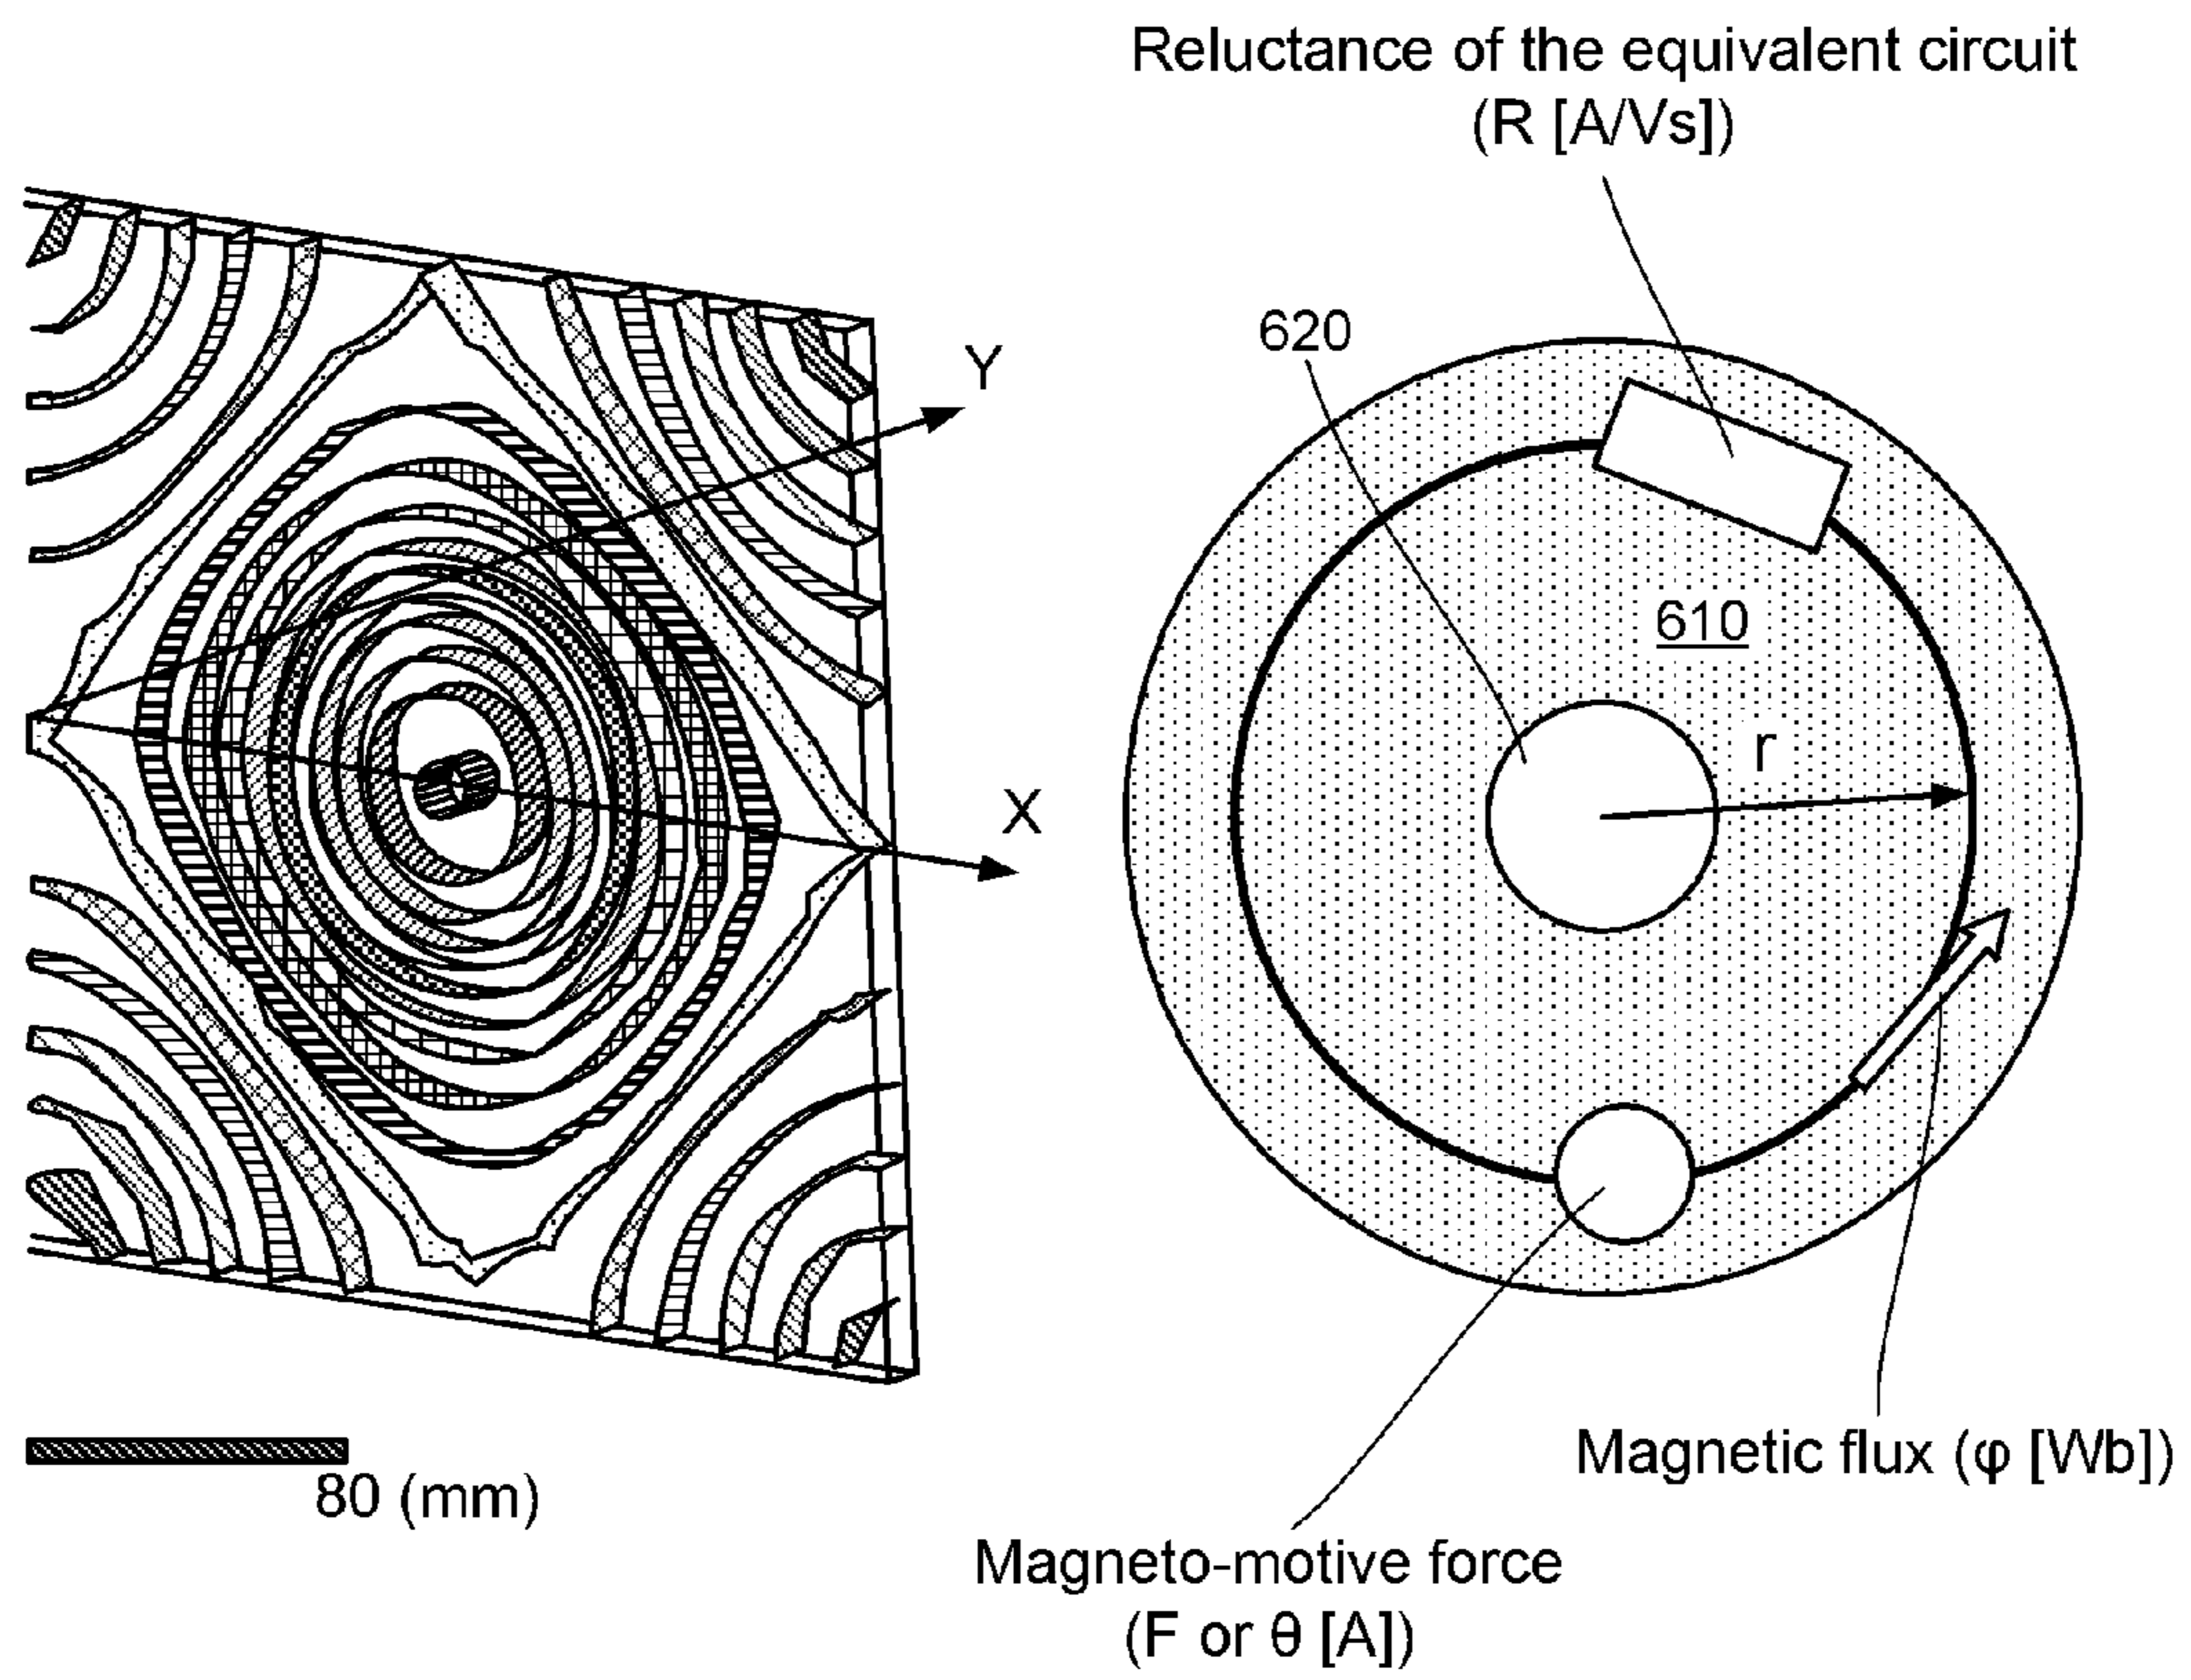 Reluctance of the equivalent circuit
(R [A/Vs])
620
Y
610
r
X
Magnetic flux (φ [Wb])
80 (mm)
Magneto-motive force
(F or θ [A])